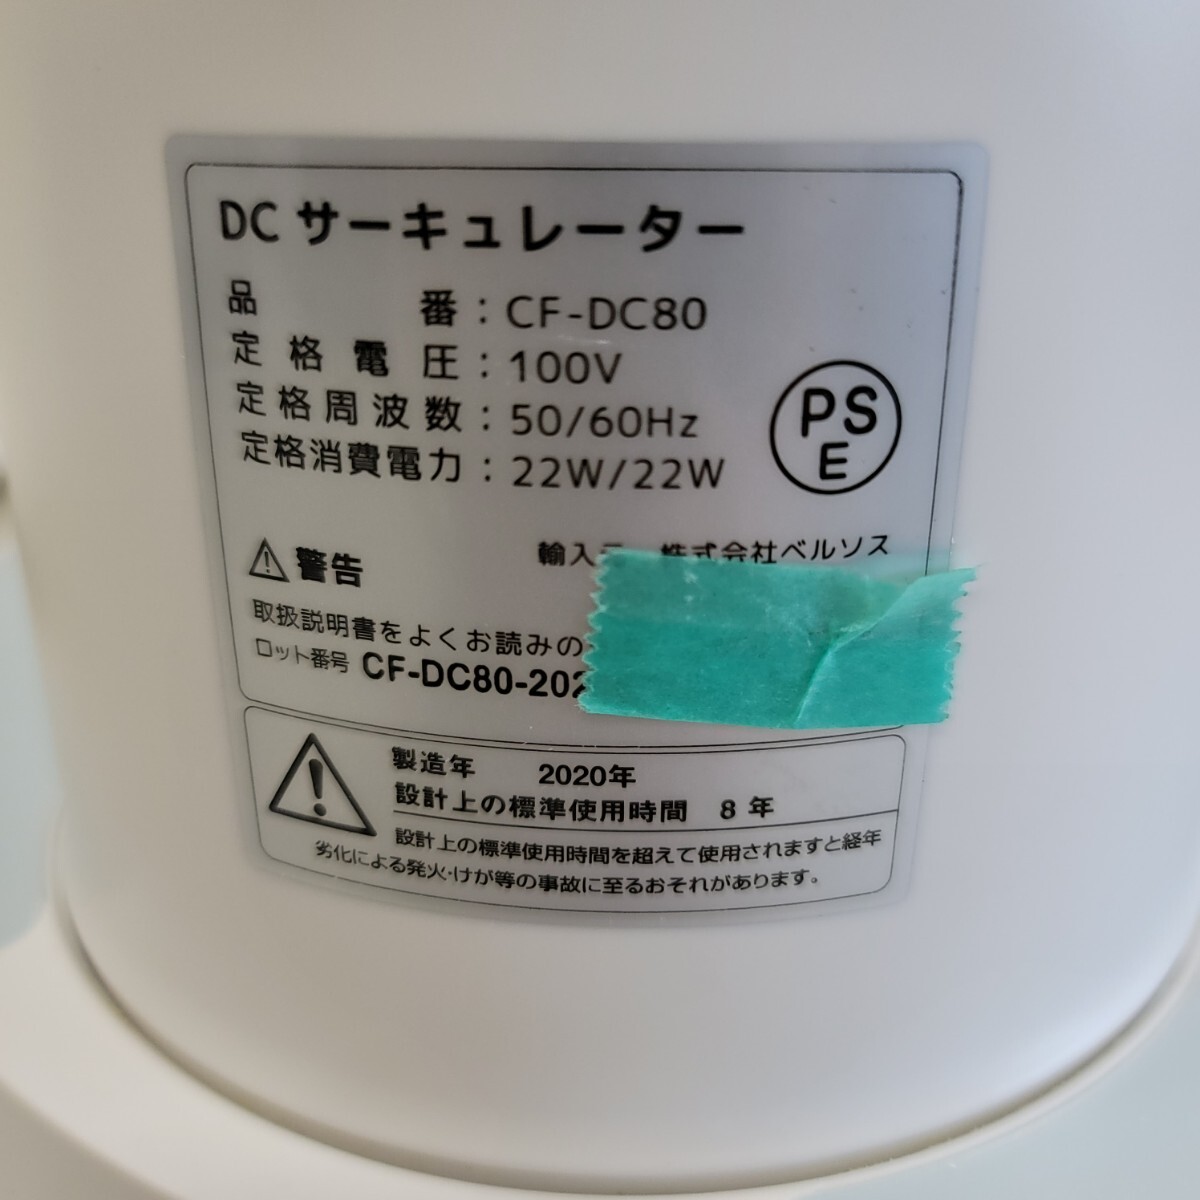 DC サーキュレーター
品番：CF-DC80
定格電圧：100V
定格周波数：50/60Hz
定格消費電力：22W/22W
PS
E
警告
輸入 株式会社ベルソス
取扱説明書をよくお読みの
ロット番号 CF-DC80-202
製造年 2020年
設計上の標準使用時間 8年
設計上の標準使用時間を超えて使用されますと経年
劣化による発火・けが等の事故に至るおそれがあります。